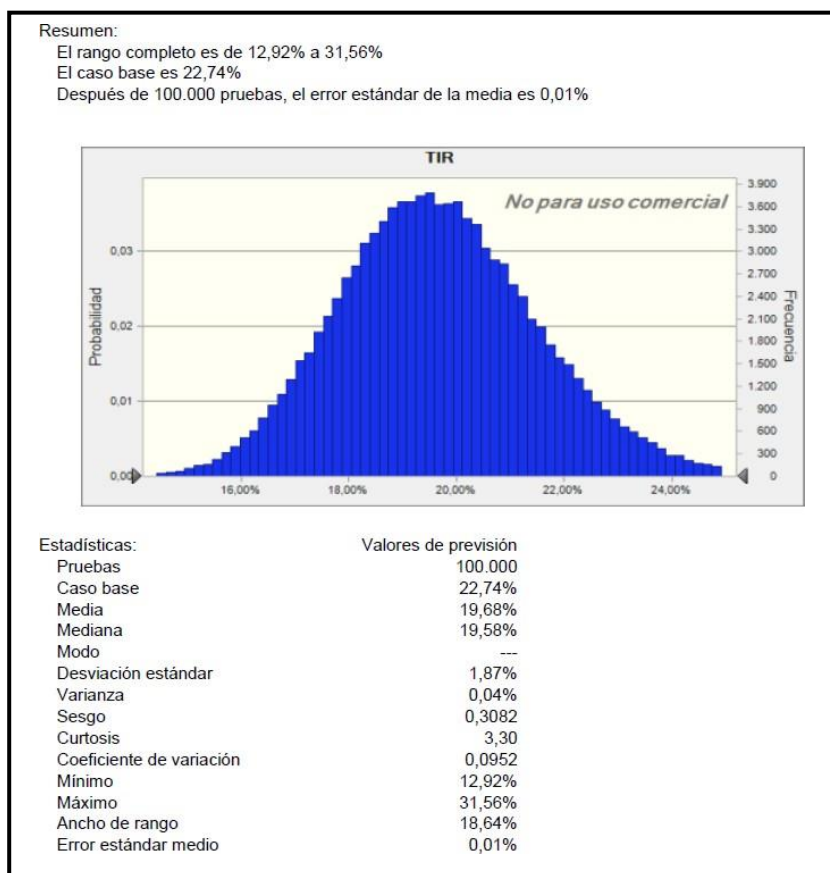 Resumen:
El rango completo es de 12,92% a 31,56%
El caso base es 22,74%
Después de 100.000 pruebas, el error estándar de la media es 0,01%
TIR
No para uso comercial
Probabilidad
0,03
0,02
0,01
0,00
3.900
3.600
3.300
3.000
2.700
2.400
2.100
1.800
1.500
1.200
900
600
300
0
Frecuencia
16,00% 18,00% 20,00% 22,00% 24,00%
Estadísticas: Valores de previsión
Pruebas 100.000
Caso base 22,74%
Media 19,68%
Mediana 19,58%
Modo ---
Desviación estándar 1,87%
Varianza 0,04%
Sesgo 0,3082
Curtosis 3,30
Coeficiente de variación 0,0952
Mínimo 12,92%
Máximo 31,56%
Ancho de rango 18,64%
Error estándar medio 0,01%